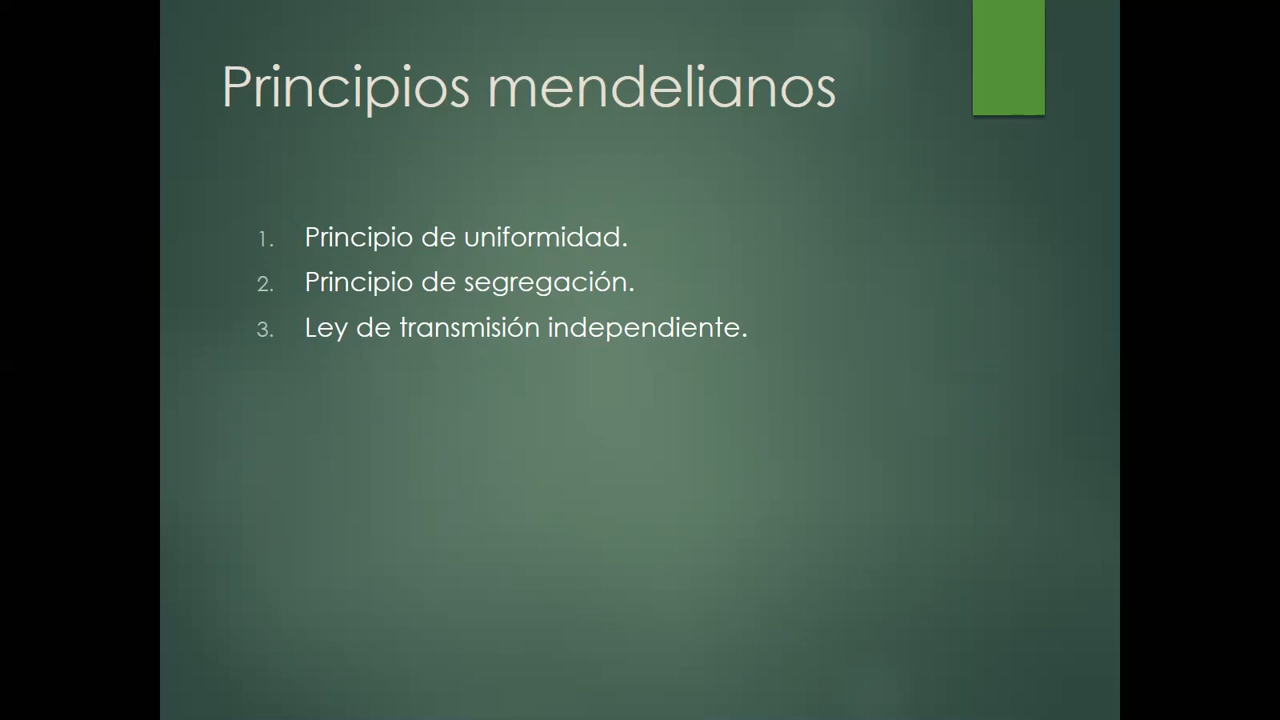 Principios mendelianos
1. Principio de uniformidad.
2. Principio de segregación.
3. Ley de transmisión independiente.